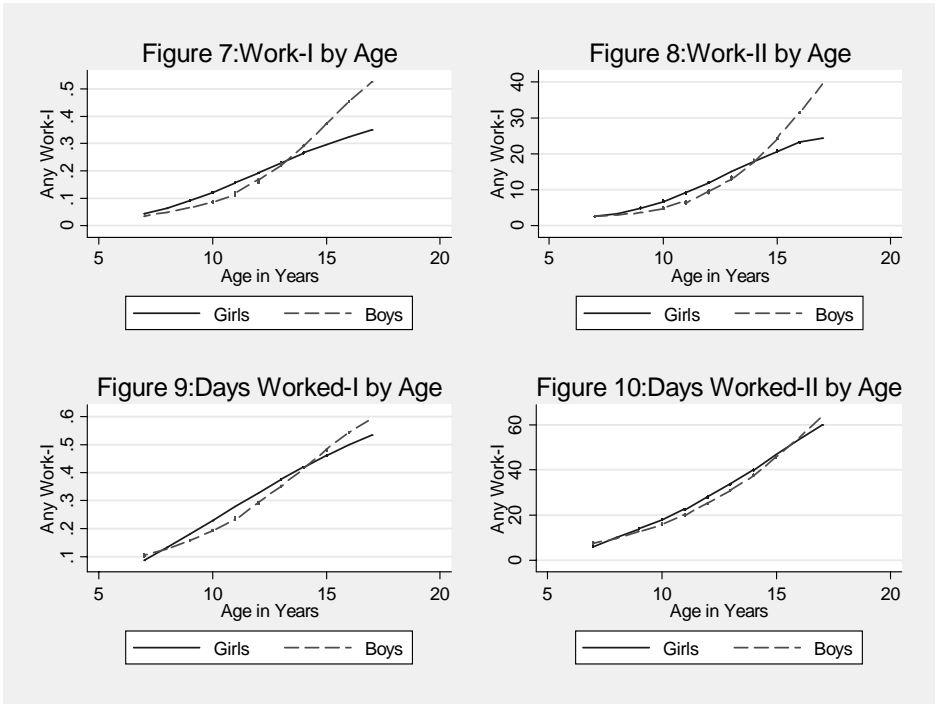 Figure 7:Work-I by Age
Any Work-I
0 .1 .2 .3 .4 .5
5 10 15 20
Age in Years
Girls Boys
Figure 8:Work-II by Age
Any Work-I
0 10 20 30 40
5 10 15 20
Age in Years
Girls Boys
Figure 9:Days Worked-I by Age
Any Work-I
.1 .2 .3 .4 .5 .6
5 10 15 20
Age in Years
Girls Boys
Figure 10:Days Worked-II by Age
Any Work-I
0 20 40 60
5 10 15 20
Age in Years
Girls Boys